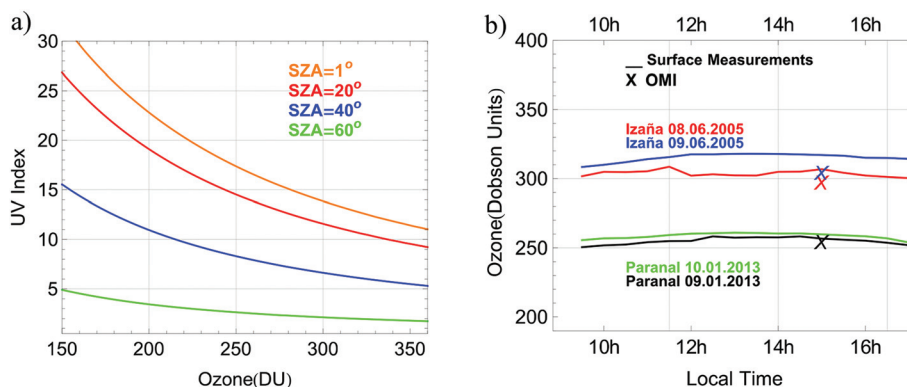 a)
30
25
20
15
10
5
UV Index
SZA=1°
SZA=20°
SZA=40°
SZA=60°
150 200 250 300 350
Ozone(DU)
b)
10h 12h 14h 16h
400
350
300
250
200
Ozone(Dobson Units)
__ Surface Measurements
X OMI
Izaña 08.06.2005
Izaña 09.06.2005
Paranal 10.01.2013
Paranal 09.01.2013
10h 12h 14h 16h
Local Time